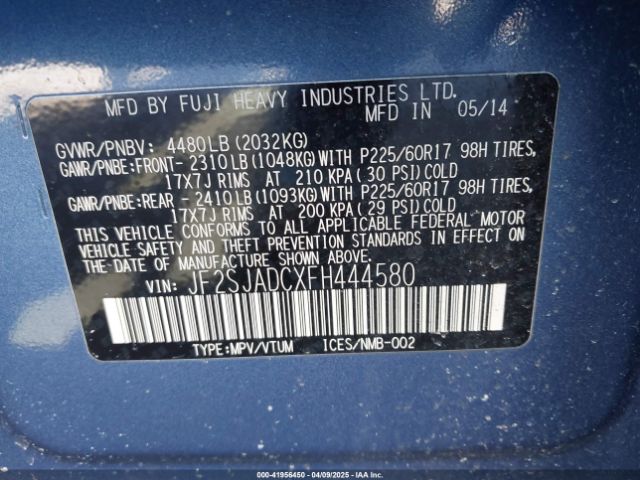 MFD BY FUJI HEAVY INDUSTRIES LTD.
MFD IN 05/14
GVWR/PNBV: 4480LB(2032KG)
GAWR/PNBE:FRONT-2310LB(1048KG)WITH P225/60R17 98H TIRES,
17X7J RIMS AT 210 KPA(30 PSI)COLD
GAWR/PNBE:REAR -2410LB(1093KG)WITH P225/60R17 98H TIRES,
17X7J RIMS AT 200 KPA(29 PSI)COLD
THIS VEHICLE CONFORMS TO ALL APPLICABLE FEDERAL MOTOR
VEHICLE SAFETY AND THEFT PREVENTION STANDARDS IN EFFECT
ON THE DATE OF MANUFACTURE SHOWN ABOVE.
VIN: JF2SJADCXFH444580
TYPE:MPV/VTUM ICES/NMB-002
000-41956450 - 04/09/2025 - IAA Inc.